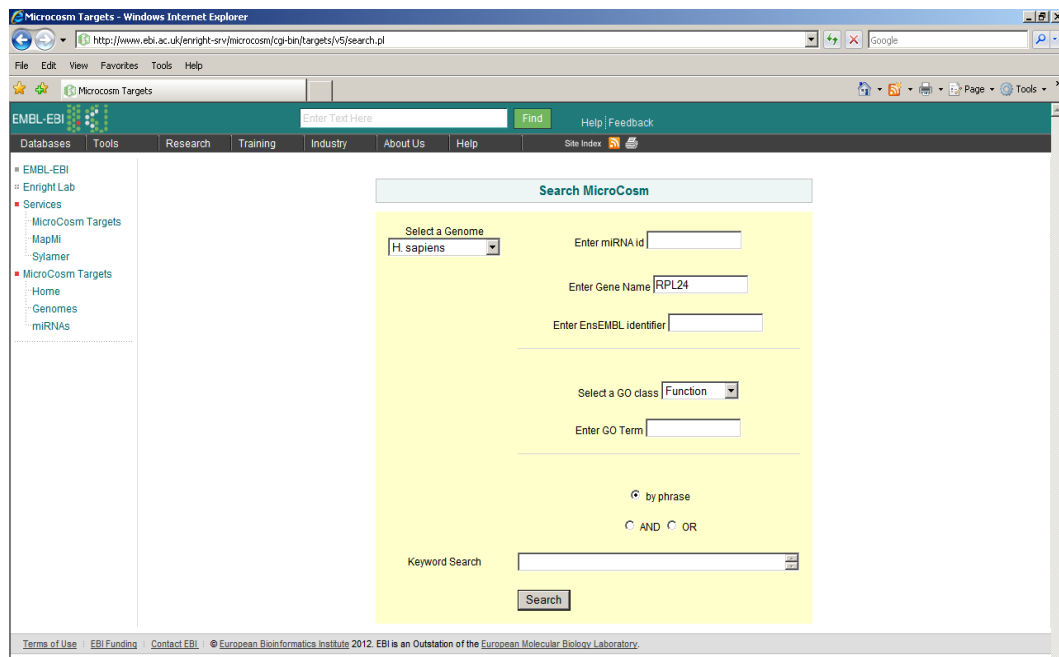 Microcosm Targets - Windows Internet Explorer
http://www.ebi.ac.uk/enright-srv/microcosm/cgi-bin/targets/v5/search.pl
Google
File Edit View Favorites Tools Help
Microcosm Targets
Page Tools
EMBL-EBI
Enter Text Here
Find
Help Feedback
Databases Tools Research Training Industry About Us Help Site Index
EMBL-EBI
Enright Lab
Services
MicroCosm Targets
MapMi
Sylamer
MicroCosm Targets
Home
Genomes
miRNAs
Search MicroCosm
Select a Genome
H. sapiens
Enter miRNA id
Enter Gene Name RPL24
Enter EnsEMBL identifier
Select a GO class Function
Enter GO Term
by phrase
AND OR
Keyword Search
Search
Terms of Use | EBI Funding | Contact EBI | © European Bioinformatics Institute 2012. EBI is an Outstation of the European Molecular Biology Laboratory.